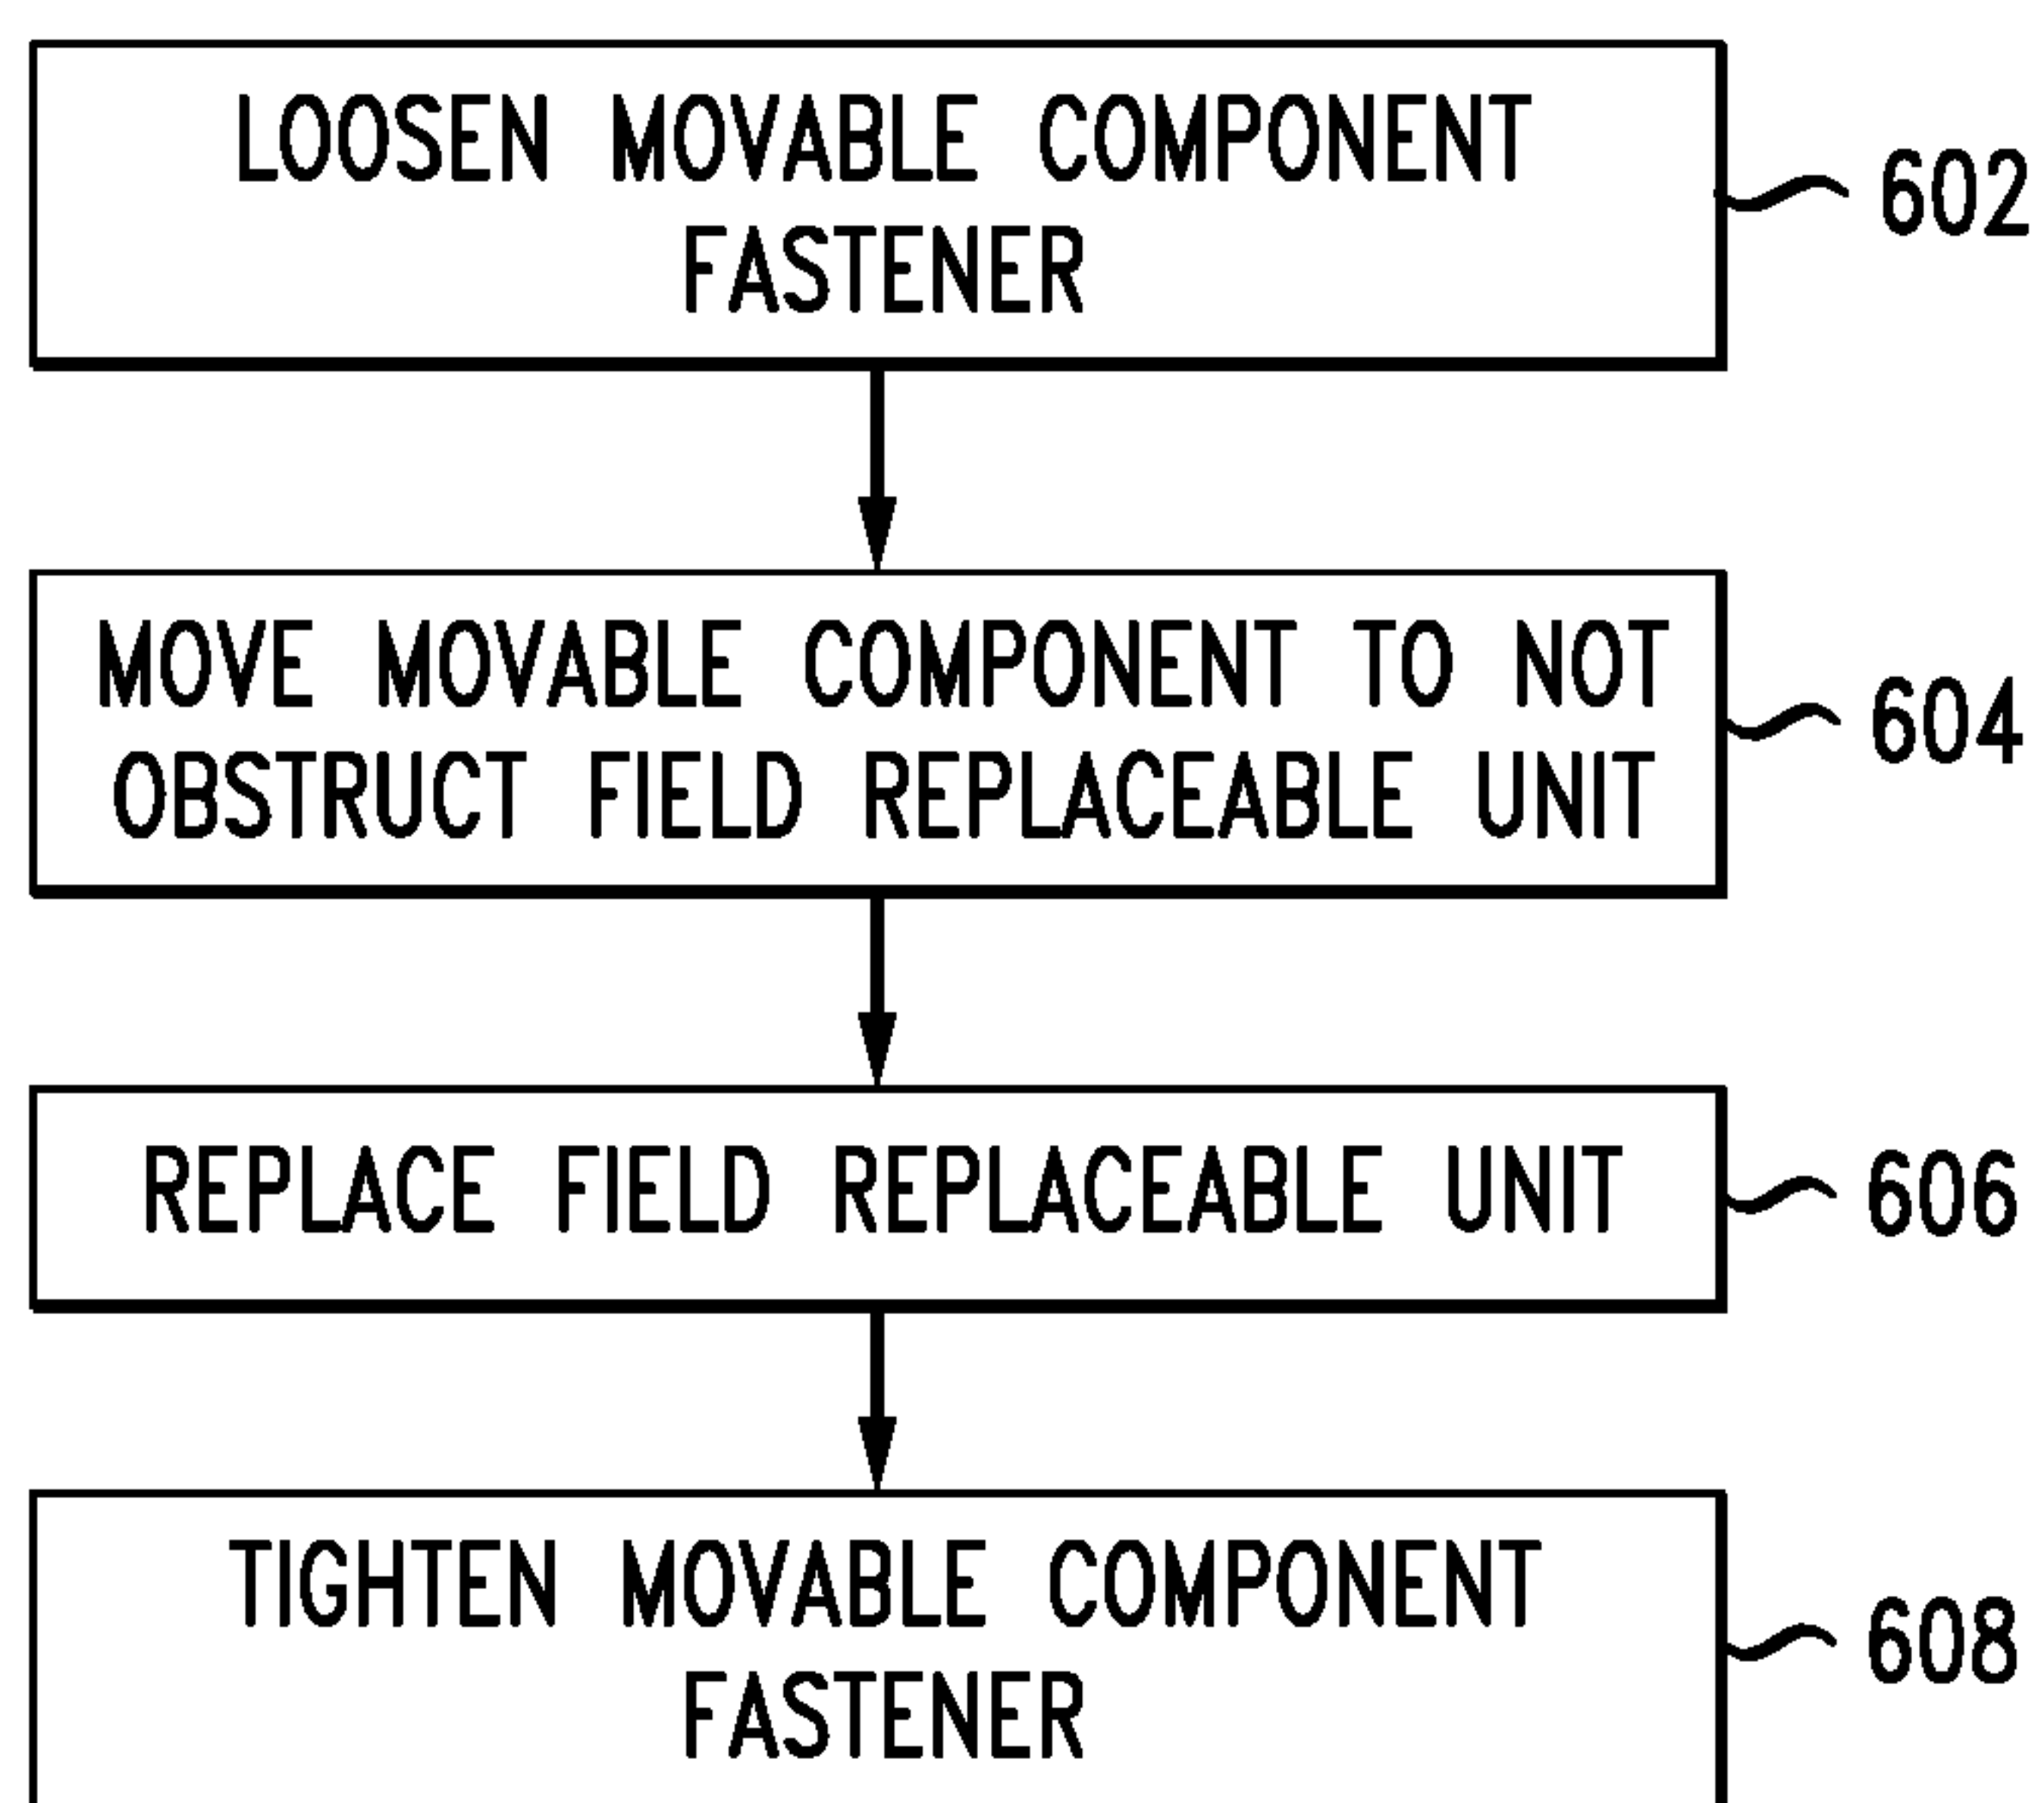 LOOSEN MOVABLE COMPONENT
FASTENER
602
MOVE MOVABLE COMPONENT TO NOT
OBSTRUCT FIELD REPLACEABLE UNIT
604
REPLACE FIELD REPLACEABLE UNIT
606
TIGHTEN MOVABLE COMPONENT
FASTENER
608